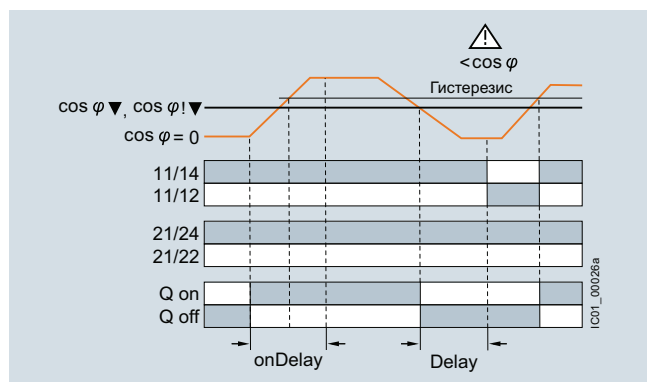 <cos φ
Гистерезис
cos φ▼, cos φ!▼
cos φ = 0
11/14
11/12
21/24
21/22
Q on
Q off
onDelay
Delay
IC01_00026a